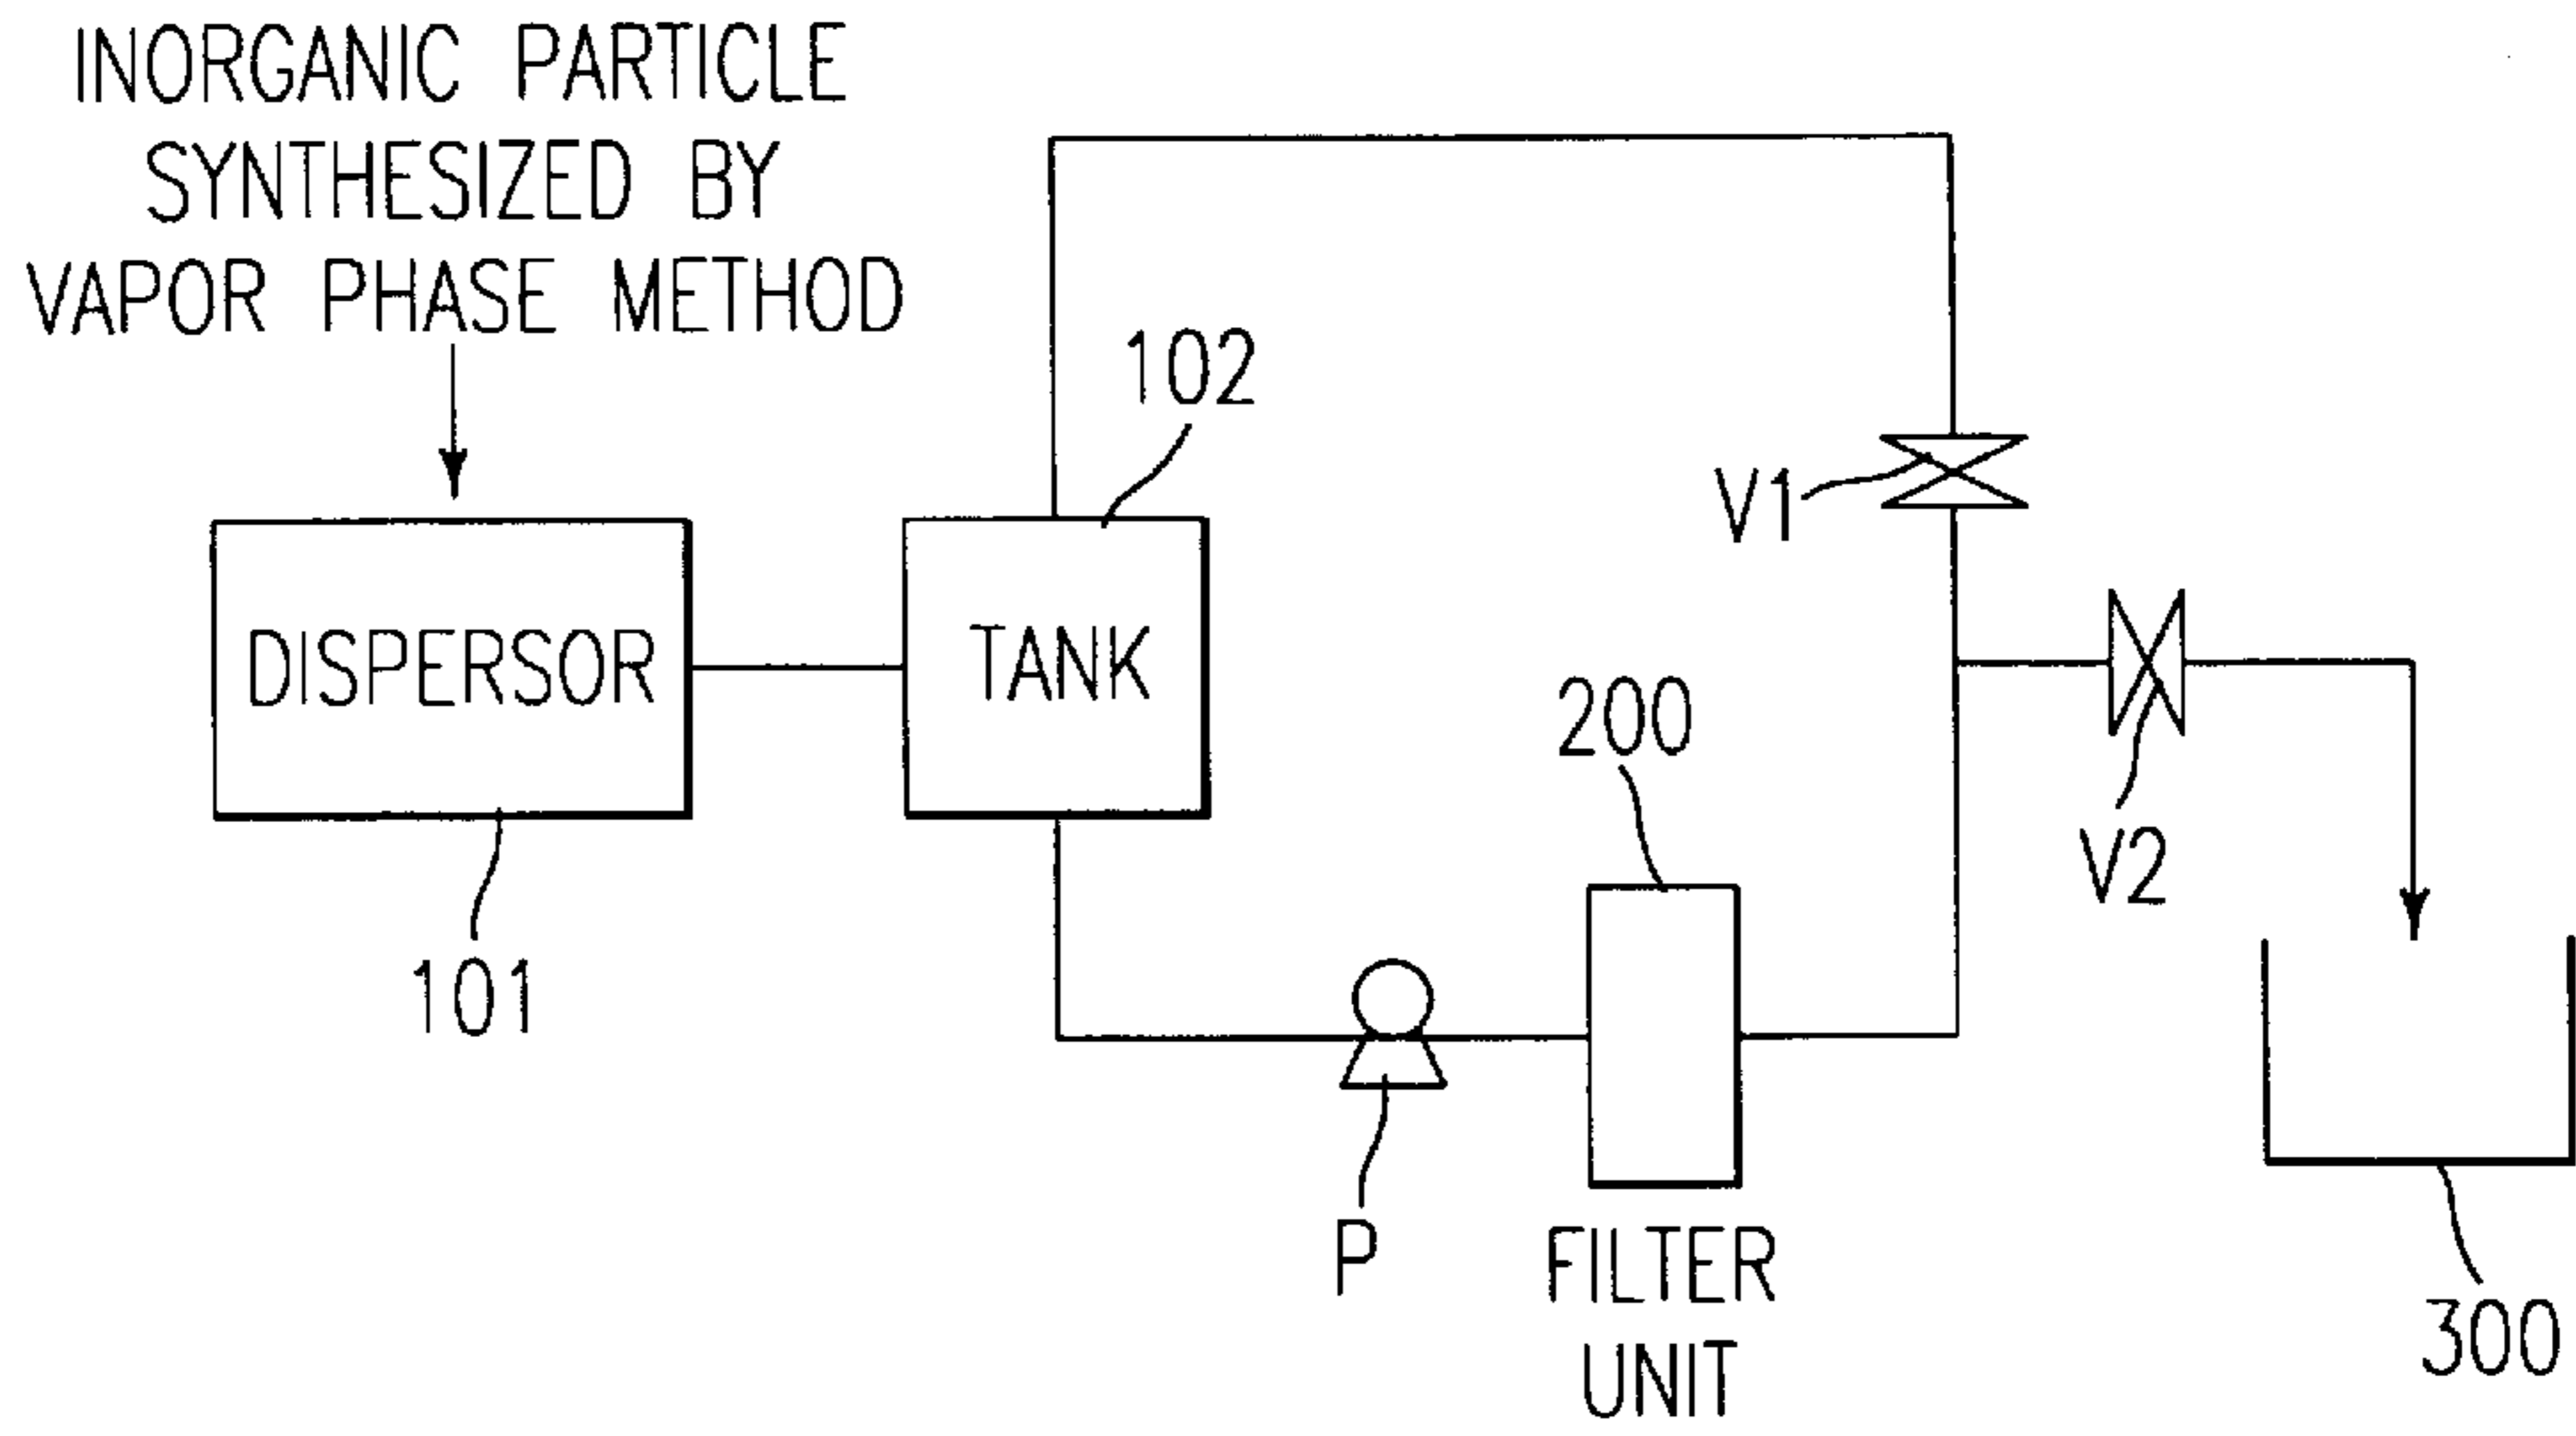 INORGANIC PARTICLE
SYNTHESIZED BY
VAPOR PHASE METHOD
102
V1
DISPERSOR
TANK
200
V2
101
P
FILTER
UNIT
300